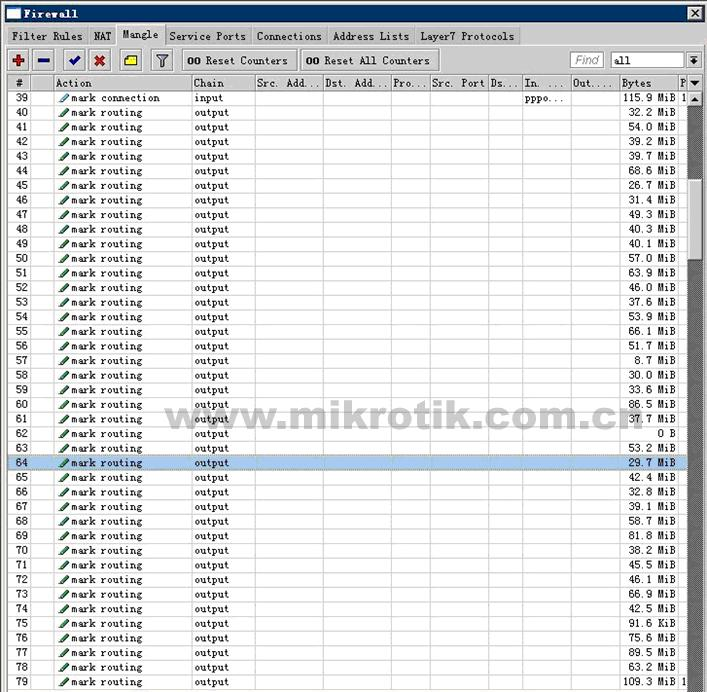 Firewall
Filter Rules NAT Mangle Service Ports Connections Address Lists Layer7 Protocols
00 Reset Counters 00 Reset All Counters Find all
# Action Chain Src. Add... Dst. Add... Pro... Src. Port Ds... In. ... Out.... Bytes P
39 mark connection input pppo... 115.9 MiB 1
40 mark routing output 32.2 MiB
41 mark routing output 54.0 MiB
42 mark routing output 39.2 MiB
43 mark routing output 39.7 MiB
44 mark routing output 68.6 MiB
45 mark routing output 26.7 MiB
46 mark routing output 31.4 MiB
47 mark routing output 49.3 MiB
48 mark routing output 40.3 MiB
49 mark routing output 40.1 MiB
50 mark routing output 57.0 MiB
51 mark routing output 63.9 MiB
52 mark routing output 46.0 MiB
53 mark routing output 37.6 MiB
54 mark routing output 53.9 MiB
55 mark routing output 66.1 MiB
56 mark routing output 51.7 MiB
57 mark routing output 8.7 MiB
58 mark routing output 30.0 MiB
59 mark routing output 33.6 MiB
60 mark routing output 86.5 MiB
www.mikrotik.com.cn
61 mark routing output 37.7 MiB
62 mark routing output 0 B
63 mark routing output 53.2 MiB
64 mark routing output 29.7 MiB
65 mark routing output 42.4 MiB
66 mark routing output 32.8 MiB
67 mark routing output 39.1 MiB
68 mark routing output 58.7 MiB
69 mark routing output 81.8 MiB
70 mark routing output 38.2 MiB
71 mark routing output 45.5 MiB
72 mark routing output 46.1 MiB
73 mark routing output 66.9 MiB
74 mark routing output 42.5 MiB
75 mark routing output 91.6 KiB
76 mark routing output 75.6 MiB
77 mark routing output 89.5 MiB
78 mark routing output 63.2 MiB
79 mark routing output 109.3 MiB 1